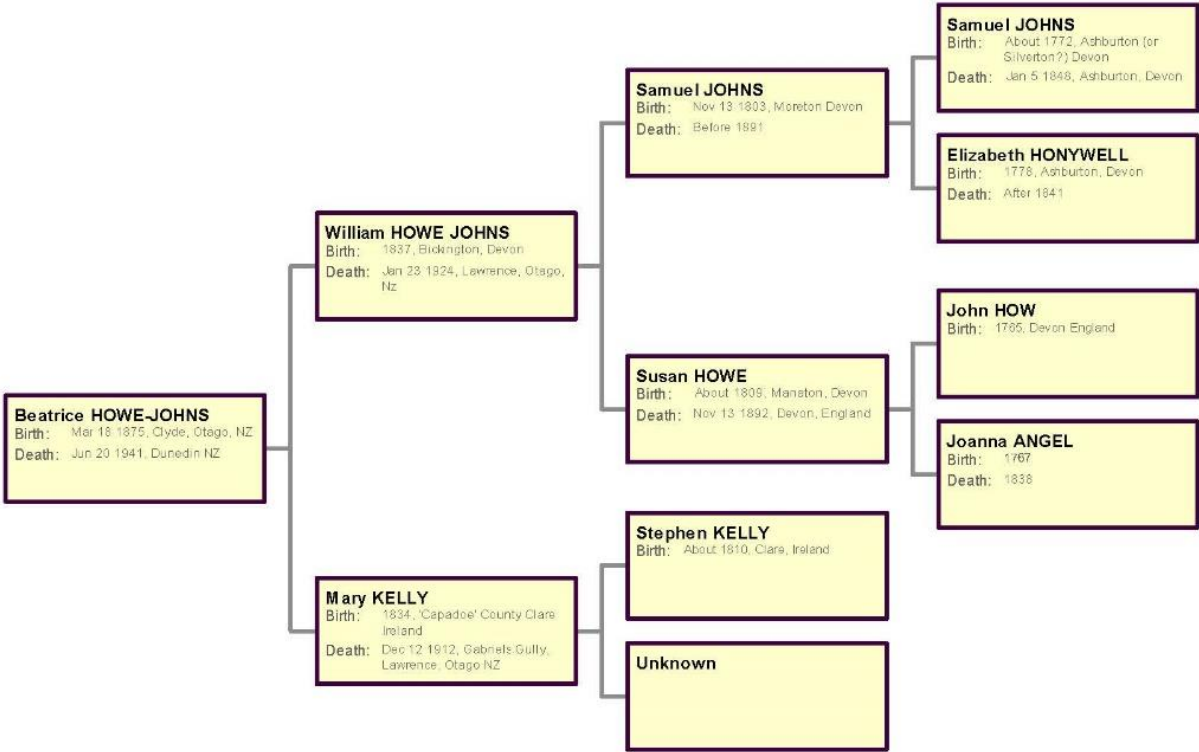 Samuel JOHNS
Birth: About 1772, Ashburton (or
Silverton?) Devon
Death: Jan 5 1848, Ashburton, Devon
Samuel JOHNS
Birth: Nov 13 1803, Moreton Devon
Death: Before 1891
Elizabeth HONYWELL
Birth: 1778, Ashburton, Devon
Death: After 1841
William HOWE JOHNS
Birth: 1837, Bickington, Devon
Death: Jan 23 1924, Lawrence, Otago,
Nz
John HOW
Birth: 1765, Devon England
Susan HOWE
Birth: About 1809, Manaton, Devon
Death: Nov 13 1892, Devon, England
Beatrice HOWE-JOHNS
Birth: Mar 18 1875, Clyde, Otago, NZ
Death: Jun 20 1941, Dunedin NZ
Joanna ANGEL
Birth: 1767
Death: 1838
Stephen KELLY
Birth: About 1810, Clare, Ireland
Mary KELLY
Birth: 1834, 'Capadoe' County Clare
Ireland
Death: Dec 12 1912, Gabriels Gully,
Lawrence, Otago NZ
Unknown